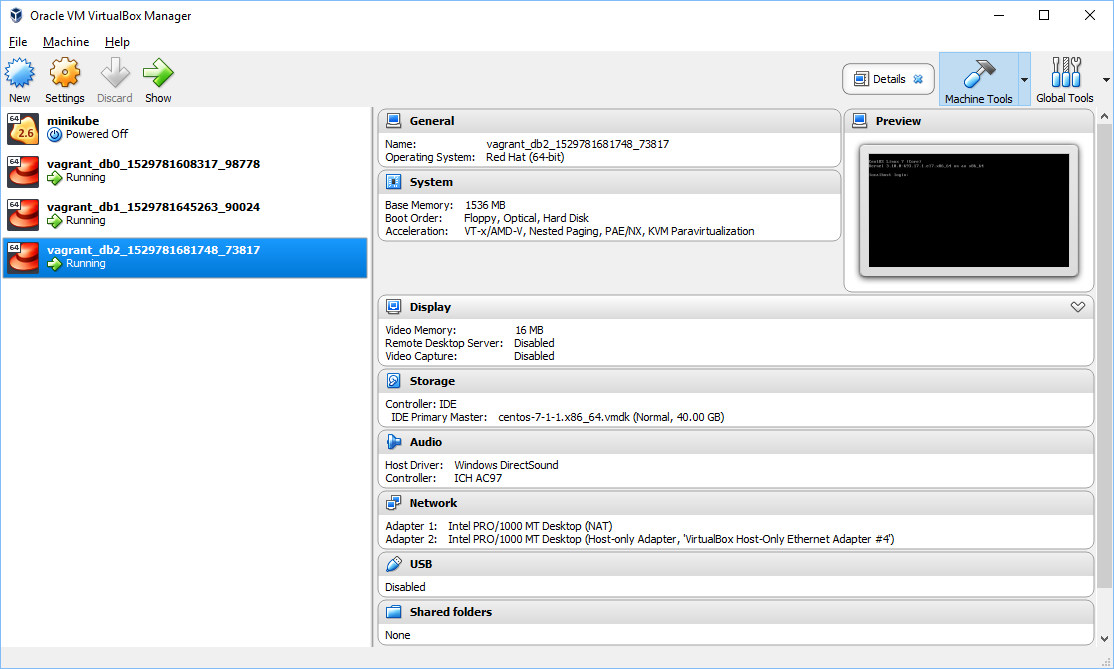 Oracle VM VirtualBox Manager
File Machine Help
New Settings Discard Show
Details Machine Tools Global Tools
64 2.6 minikube
Powered Off
64 vagrant_db0_1529781608317_98778
Running
64 vagrant_db1_1529781645263_90024
Running
64 vagrant_db2_1529781681748_73817
Running
General
Name: vagrant_db2_1529781681748_73817
Operating System: Red Hat (64-bit)
System
Base Memory: 1536 MB
Boot Order: Floppy, Optical, Hard Disk
Acceleration: VT-x/AMD-V, Nested Paging, PAE/NX, KVM Paravirtualization
Preview
CentOS Linux 7 (Core)
localhost login:
Display
Video Memory: 16 MB
Remote Desktop Server: Disabled
Video Capture: Disabled
Storage
Controller: IDE
IDE Primary Master: centos-7-1-1.x86_64.vmdk (Normal, 40.00 GB)
Audio
Host Driver: Windows DirectSound
Controller: ICH AC97
Network
Adapter 1: Intel PRO/1000 MT Desktop (NAT)
Adapter 2: Intel PRO/1000 MT Desktop (Host-only Adapter, 'VirtualBox Host-Only Ethernet Adapter #4')
USB
Disabled
Shared folders
None